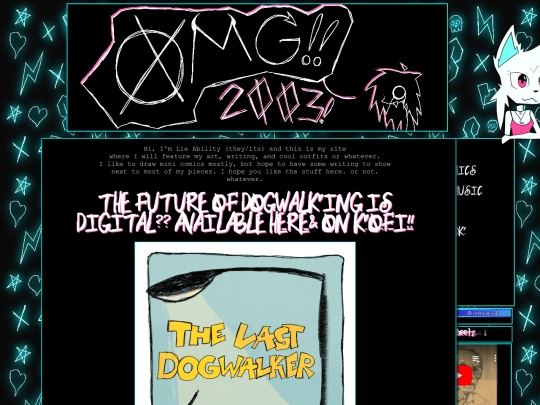 OMG!!
2003!
Hi, I'm Lie Ability (they/its) and this is my site
where I will feature my art, writing, and cool outfits or whatever.
I like to draw mini comics mostly, but hope to have some writing to show
next to most of my pieces. I hope you like the stuff here. or not.
whatever.
THE FUTURE OF DOGWALK'ING IS
DIGITAL?? AVAILABLE HERE & ON KO-FI!!
THE LAST
DOGWALKER